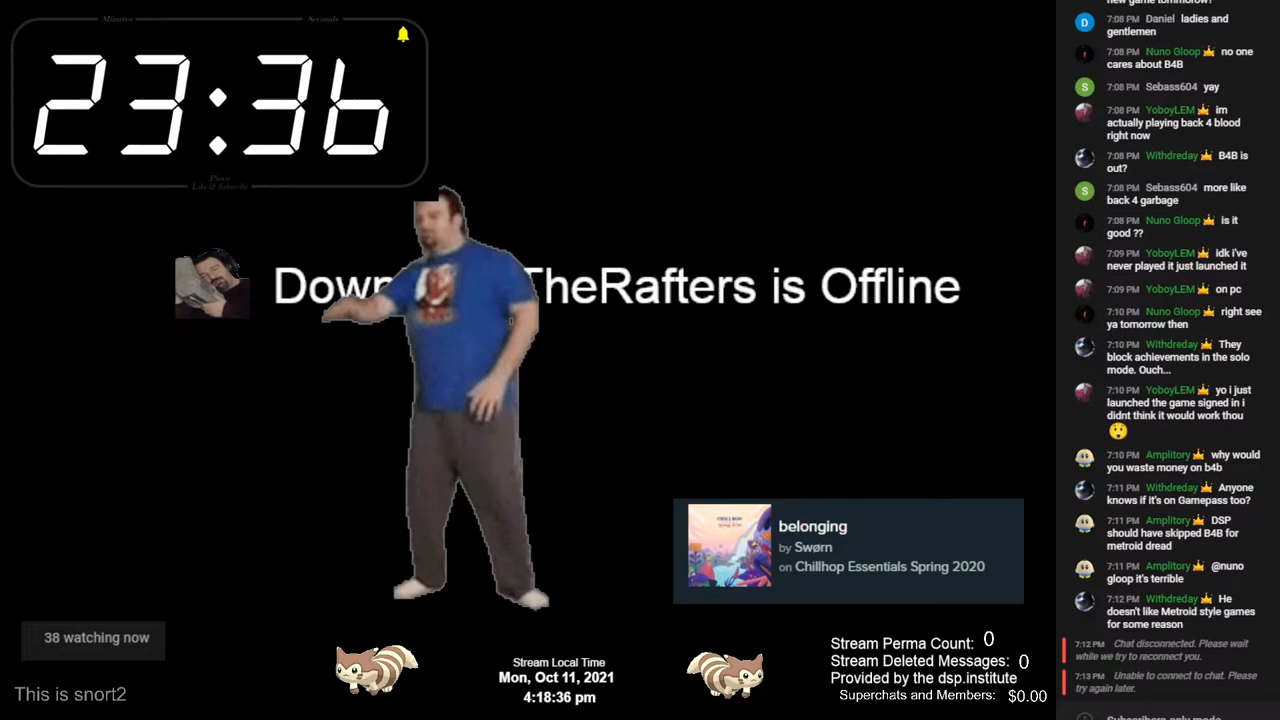 Minutes
Seconds
23:36
Please
Like & Subscribe
Down
TheRafters is Offline
belonging
by Swørn
on Chillhop Essentials Spring 2020
38 watching now
This is snort2
Stream Local Time
Mon, Oct 11, 2021
4:18:36 pm
Stream Perma Count: 0
Stream Deleted Messages: 0
Provided by the dsp.institute
Superchats and Members: $0.00
new game tommorow?
D
7:08 PM Daniel ladies and
gentlemen
7:08 PM Nuno Gloop no one
cares about B4B
S
7:08 PM Sebass604 yay
7:08 PM YoboyLEM im
actually playing back 4 blood
right now
7:08 PM Withdreday B4B is
out?
S
7:08 PM Sebass604 more like
back 4 garbage
7:08 PM Nuno Gloop is it
good ??
7:09 PM YoboyLEM idk i've
never played it just launched it
7:09 PM YoboyLEM on pc
7:10 PM Nuno Gloop right see
ya tomorrow then
7:10 PM Withdreday They
block achievements in the solo
mode. Ouch...
7:10 PM YoboyLEM yo i just
launched the game signed in i
didnt think it would work thou
😲
7:10 PM Amplitory why would
you waste money on b4b
7:11 PM Withdreday Anyone
knows if it's on Gamepass too?
7:11 PM Amplitory DSP
should have skipped B4B for
metroid dread
7:11 PM Amplitory @nuno
gloop it's terrible
7:12 PM Withdreday He
doesn't like Metroid style games
for some reason
7:12 PM Chat disconnected. Please wait
while we try to reconnect you.
7:13 PM Unable to connect to chat. Please
try again later.
Subscribers-only mode